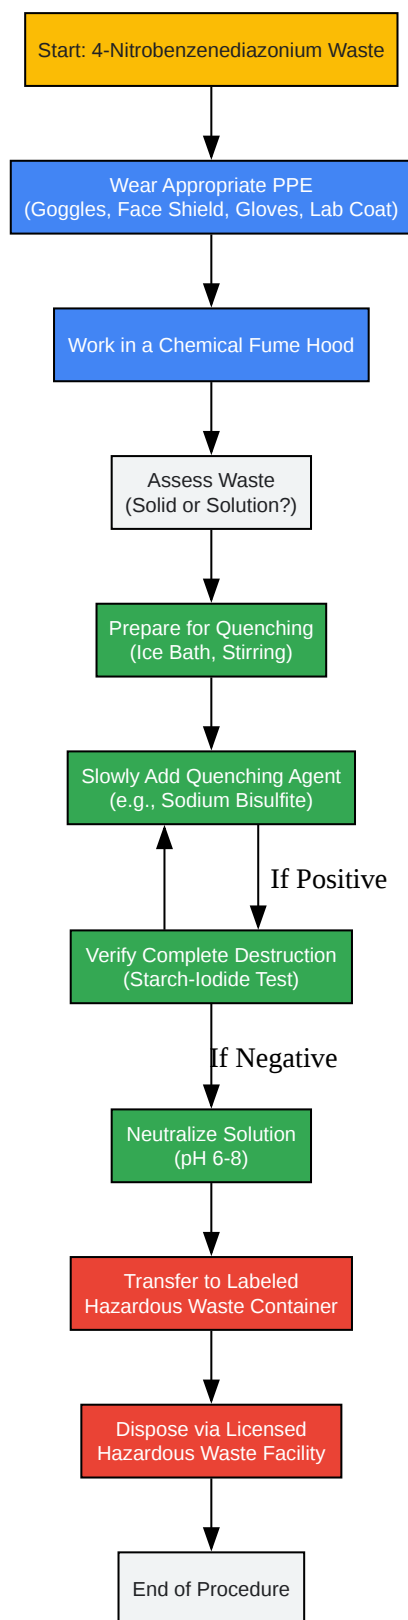 Start: 4-Nitrobenzenediazonium Waste
Wear Appropriate PPE
(Goggles, Face Shield, Gloves, Lab Coat)
Work in a Chemical Fume Hood
Assess Waste
(Solid or Solution?)
Prepare for Quenching
(Ice Bath, Stirring)
Slowly Add Quenching Agent
(e.g., Sodium Bisulfite)
If Positive
Verify Complete Destruction
(Starch-Iodide Test)
If Negative
Neutralize Solution
(pH 6-8)
Transfer to Labeled
Hazardous Waste Container
Dispose via Licensed
Hazardous Waste Facility
End of Procedure